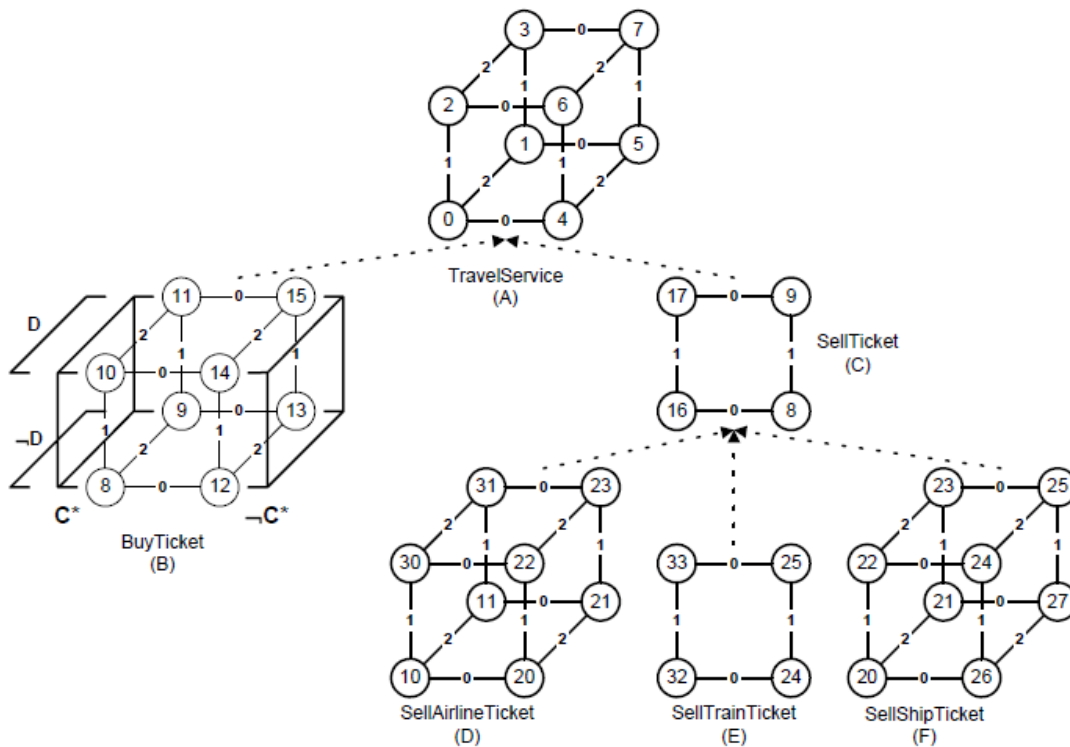 3 0 7
2 2
1 1
2 0 6
1 0 5
1 1
2 2
0 0 4
TravelService
(A)
11 0 15
17 0 9
D
2 2
SellTicket
(C)
1 1
1 1
10 0 14
9 0 13
16 0 8
¬D
1 1
2 2
8 0 12
C* ¬C*
BuyTicket
(B)
31 0 23
23 0 25
2 2
2 2
1 1
1 1
30 0 22
33 0 25
22 0 24
11 0 21
21 0 27
1 1
1 1
1 1
2 2
2 2
10 0 20
32 0 24
20 0 26
SellAirlineTicket
(D)
SellTrainTicket
(E)
SellShipTicket
(F)